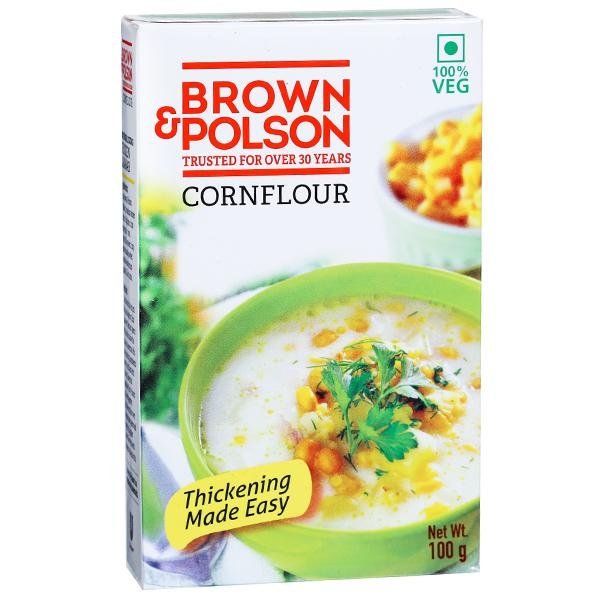 BROWN
& POLSON
TRUSTED FOR OVER 30 YEARS
CORNFLOUR
100%
VEG
Thickening
Made Easy
Net Wt.
100 g